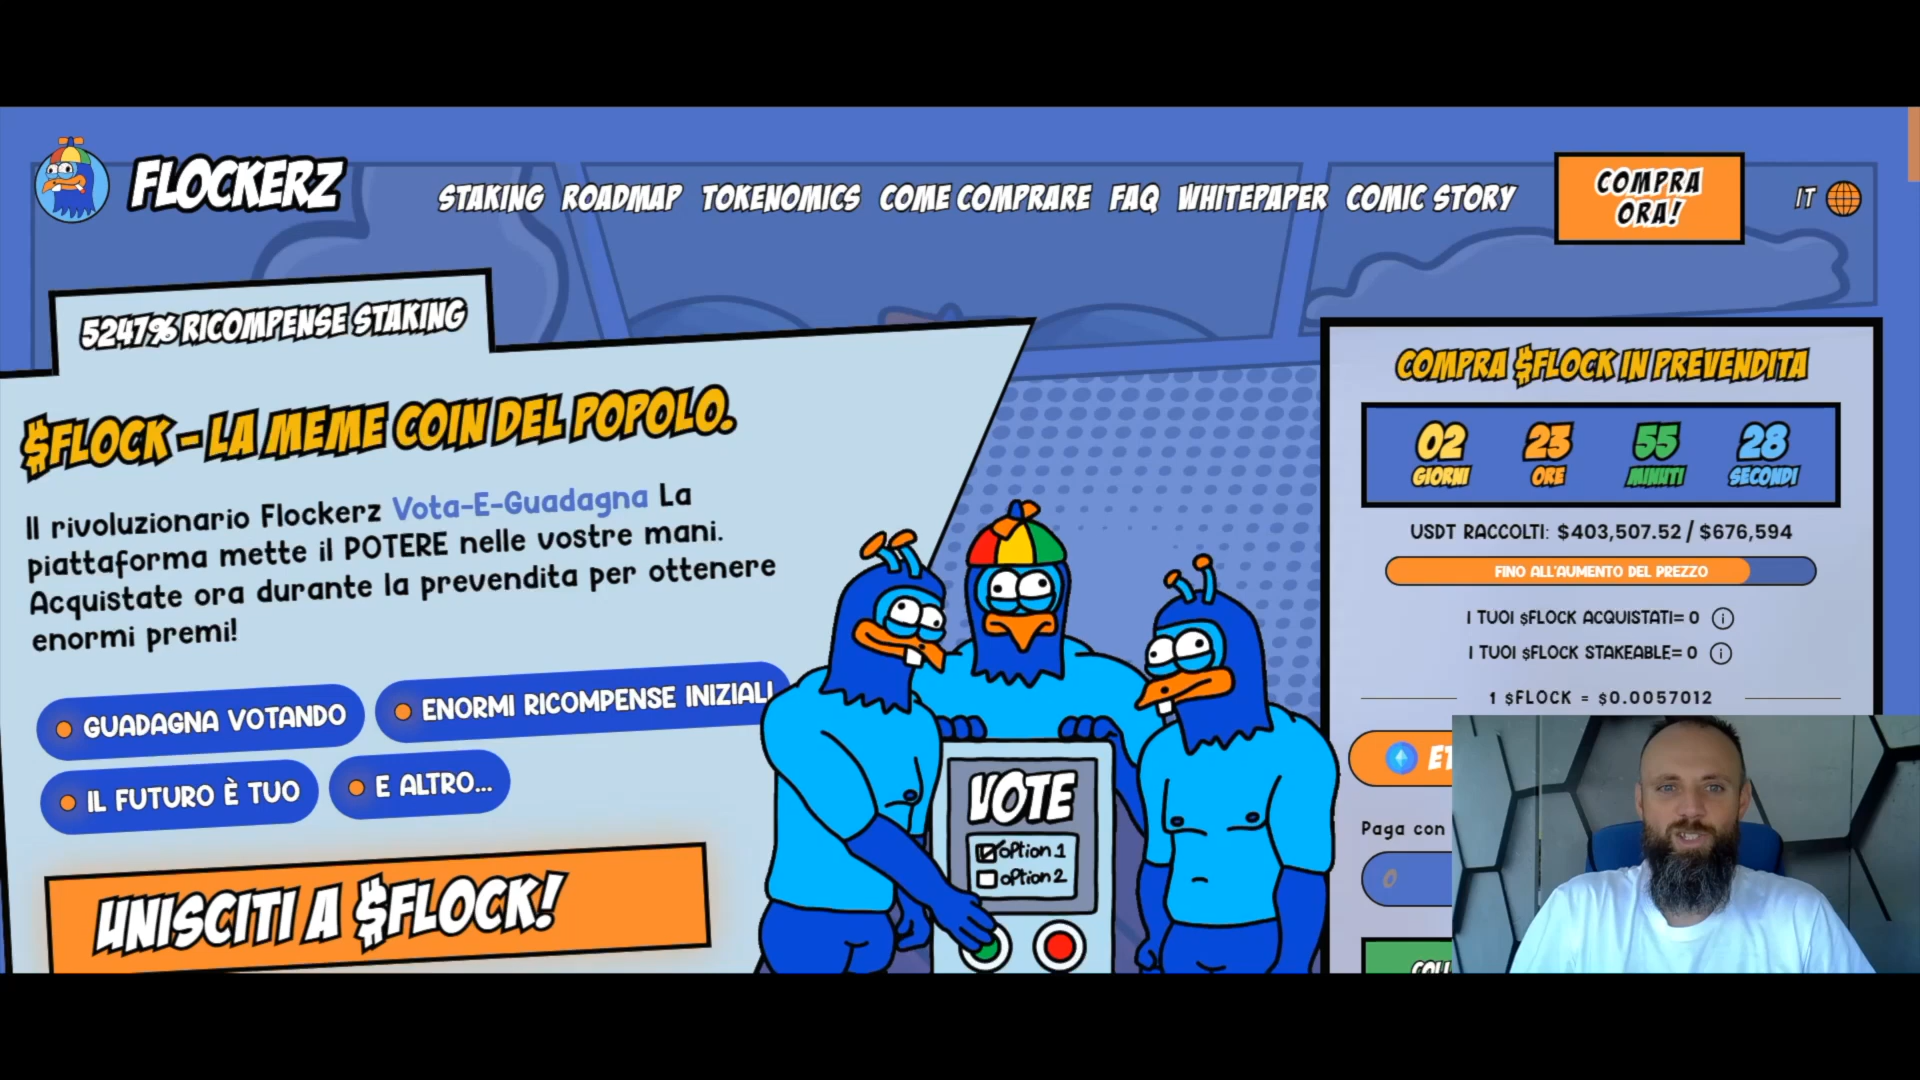 FLOCKERZ
STAKING ROADMAP TOKENOMICS COME COMPRARE FAQ WHITEPAPER COMIC STORY
COMPRA
ORA!
IT
5247% RICOMPENSE STAKING
$FLOCK - LA MEME COIN DEL POPOLO.
Il rivoluzionario Flockerz Vota-E-Guadagna La
piattaforma mette il POTERE nelle vostre mani.
Acquistate ora durante la prevendita per ottenere
enormi premi!
GUADAGNA VOTANDO
ENORMI RICOMPENSE INIZIALI
IL FUTURO È TUO
E ALTRO...
UNISCITI A $FLOCK!
VOTE
OPtion 1
OPtion 2
COMPRA $FLOCK IN PREVENDITA
02 23 55 28
GIORNI ORE MINUTI SECONDI
USDT RACCOLTI: $403,507.52 / $676,594
FINO ALL'AUMENTO DEL PREZZO
I TUOI $FLOCK ACQUISTATI= 0
I TUOI $FLOCK STAKEABLE= 0
1 $FLOCK = $0.0057012
Paga con
0